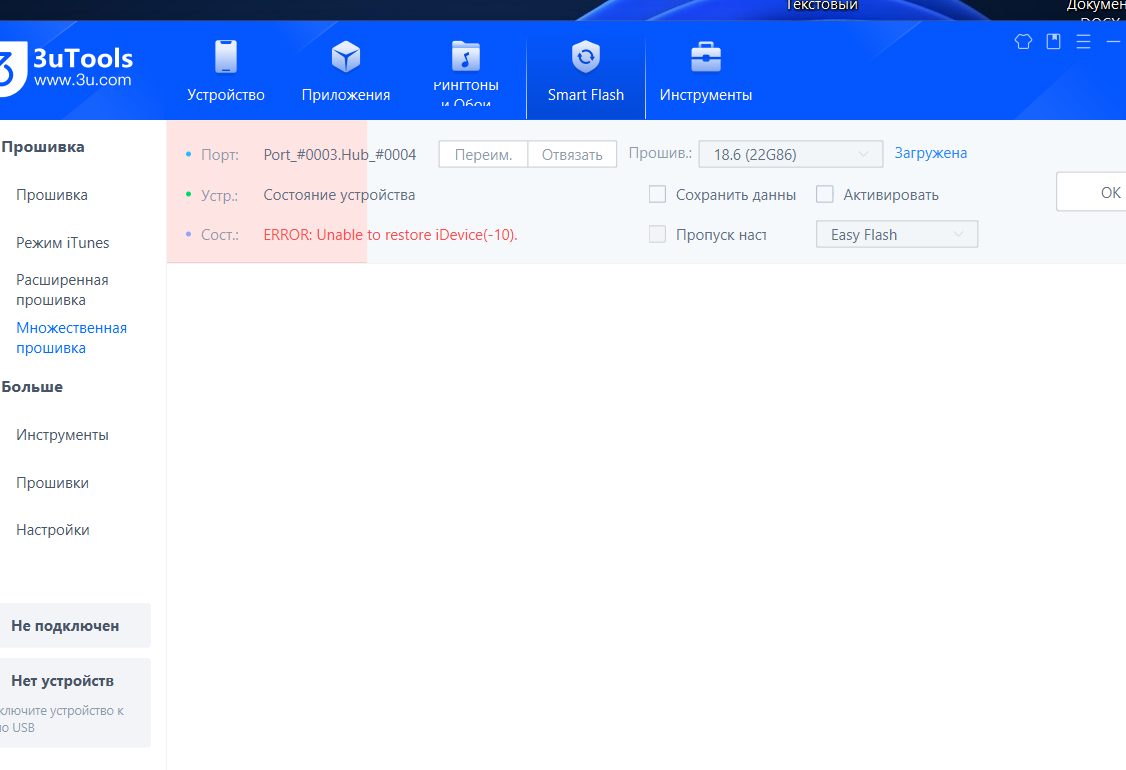 Текстовый
Докумен
3uTools
www.3u.com
Устройство
Приложения
Рингтоны
и Обои
Smart Flash
Инструменты
Прошивка
Прошивка
Режим iTunes
Расширенная
прошивка
Множественная
прошивка
Больше
Инструменты
Прошивки
Настройки
Не подключен
Нет устройств
ключите устройство к
по USB
Порт: Port_#0003.Hub_#0004 Переим. Отвязать Прошив.: 18.6 (22G86) Загружена
Устр.: Состояние устройства Сохранить данны Активировать OK
Сост.: ERROR: Unable to restore iDevice(-10). Пропуск наст Easy Flash